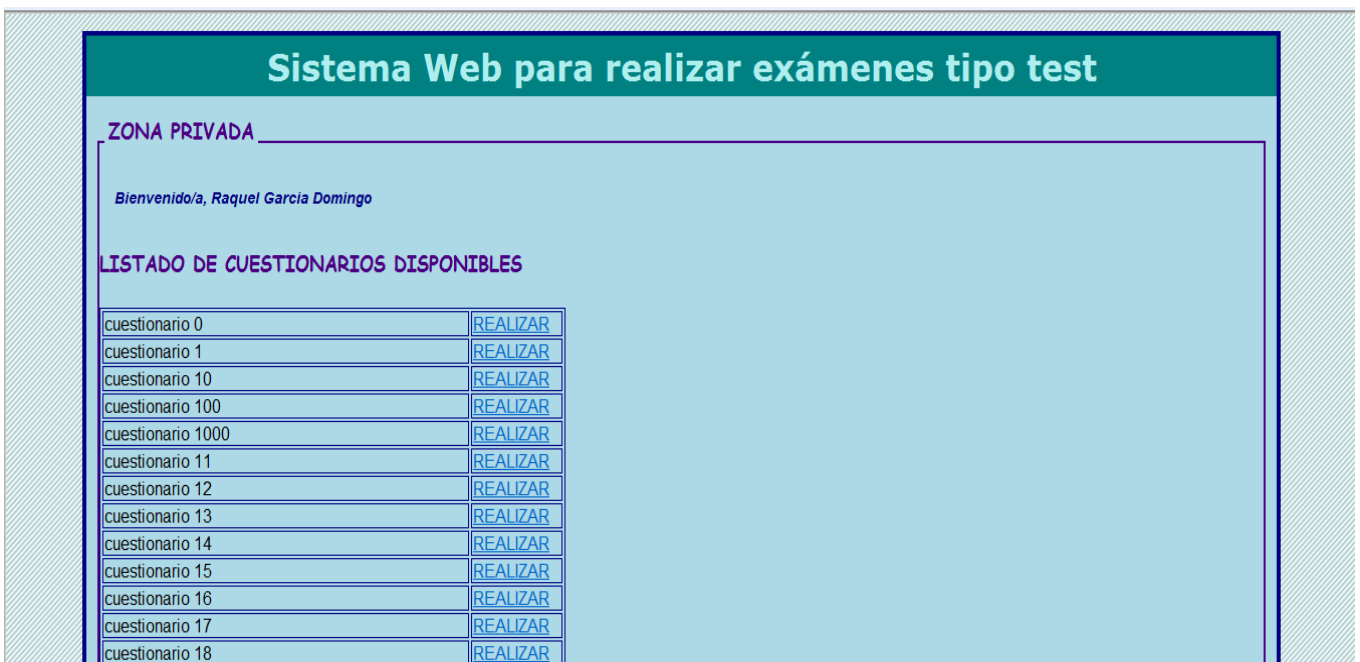 Sistema Web para realizar exámenes tipo test
ZONA PRIVADA
Bienvenido/a, Raquel Garcia Domingo
LISTADO DE CUESTIONARIOS DISPONIBLES
cuestionario 0 REALIZAR
cuestionario 1 REALIZAR
cuestionario 10 REALIZAR
cuestionario 100 REALIZAR
cuestionario 1000 REALIZAR
cuestionario 11 REALIZAR
cuestionario 12 REALIZAR
cuestionario 13 REALIZAR
cuestionario 14 REALIZAR
cuestionario 15 REALIZAR
cuestionario 16 REALIZAR
cuestionario 17 REALIZAR
cuestionario 18 REALIZAR